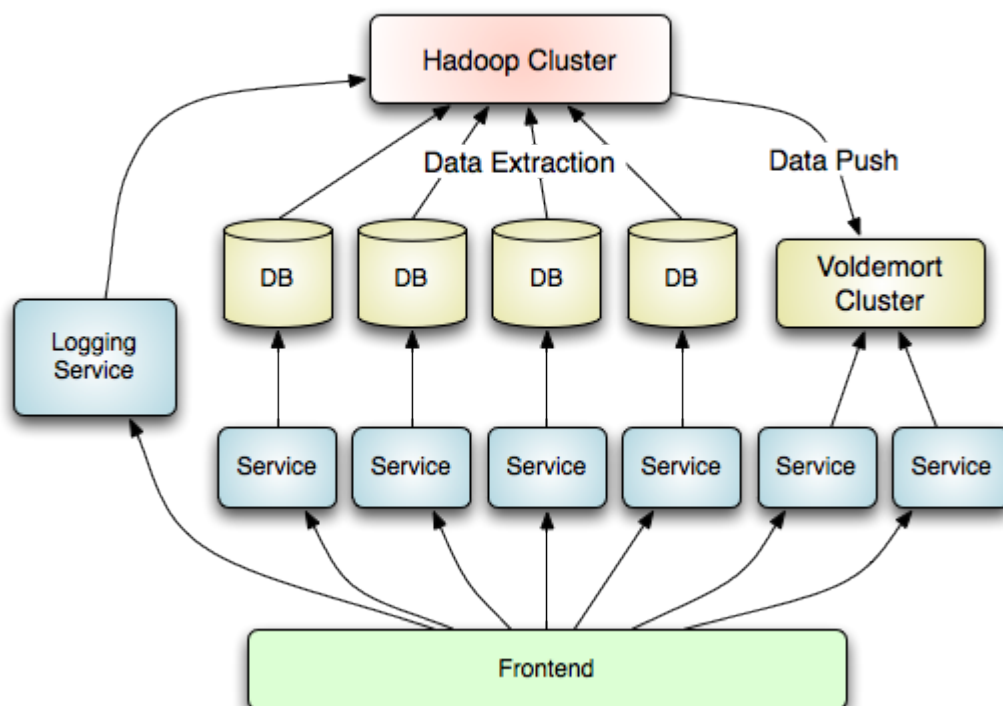 Hadoop Cluster
Data Extraction
Data Push
DB
DB
DB
DB
Voldemort
Cluster
Logging
Service
Service
Service
Service
Service
Service
Service
Frontend